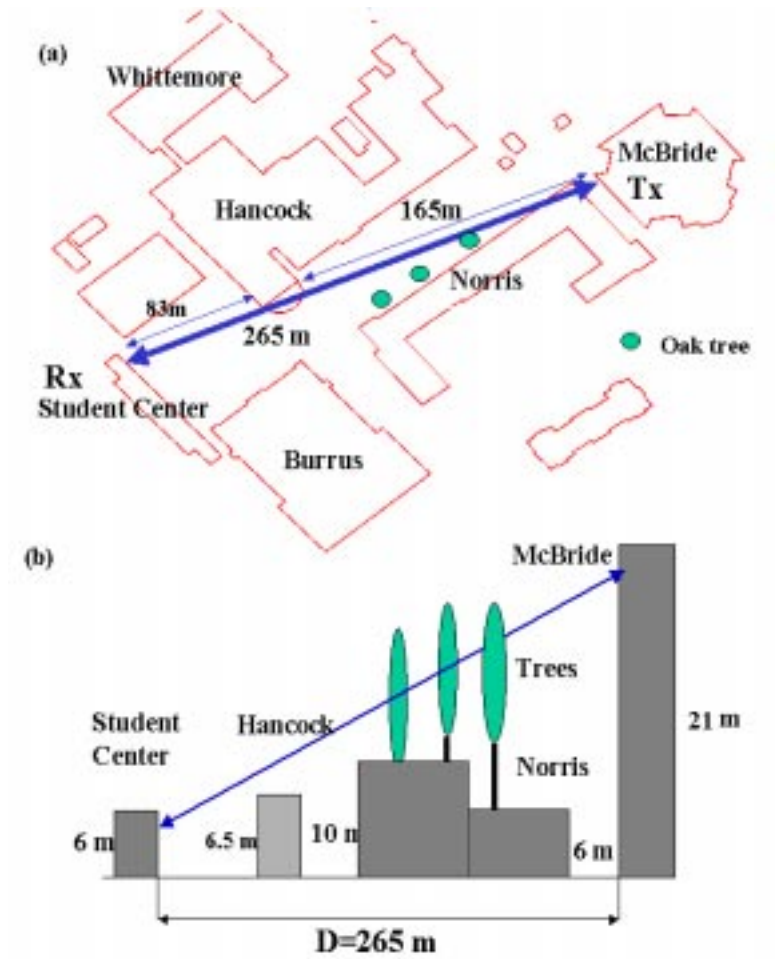 (a)
Whittemore
McBride
Tx
Hancock
165m
Norris
83m
265 m
Oak tree
Rx
Student Center
Burrus
(b)
McBride
Trees
Student
Center
Hancock
21 m
Norris
6 m
6.5 m
10 m
6 m
D=265 m